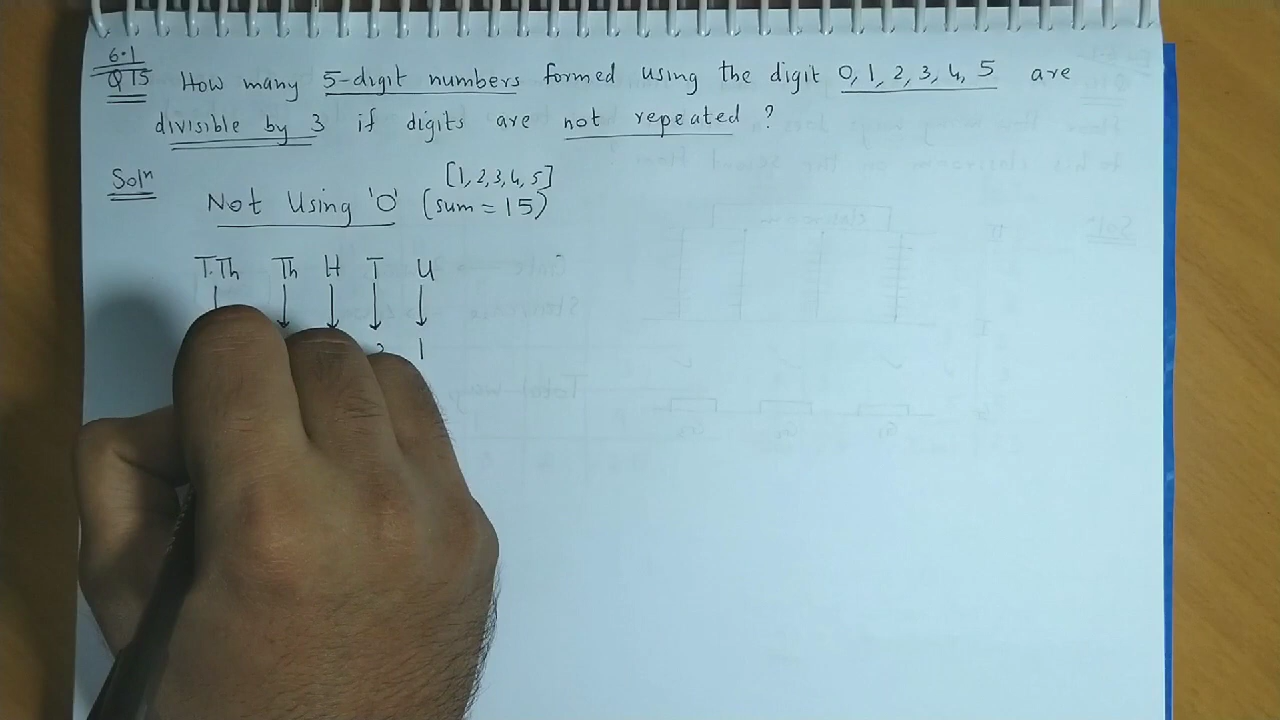 6.1
Q15 How many 5-digit numbers formed using the digit 0, 1, 2, 3, 4, 5 are
divisible by 3 if digits are not repeated ?
Solⁿ
[1, 2, 3, 4, 5]
Not Using '0' (sum = 15)
T.Th Th H T U
1